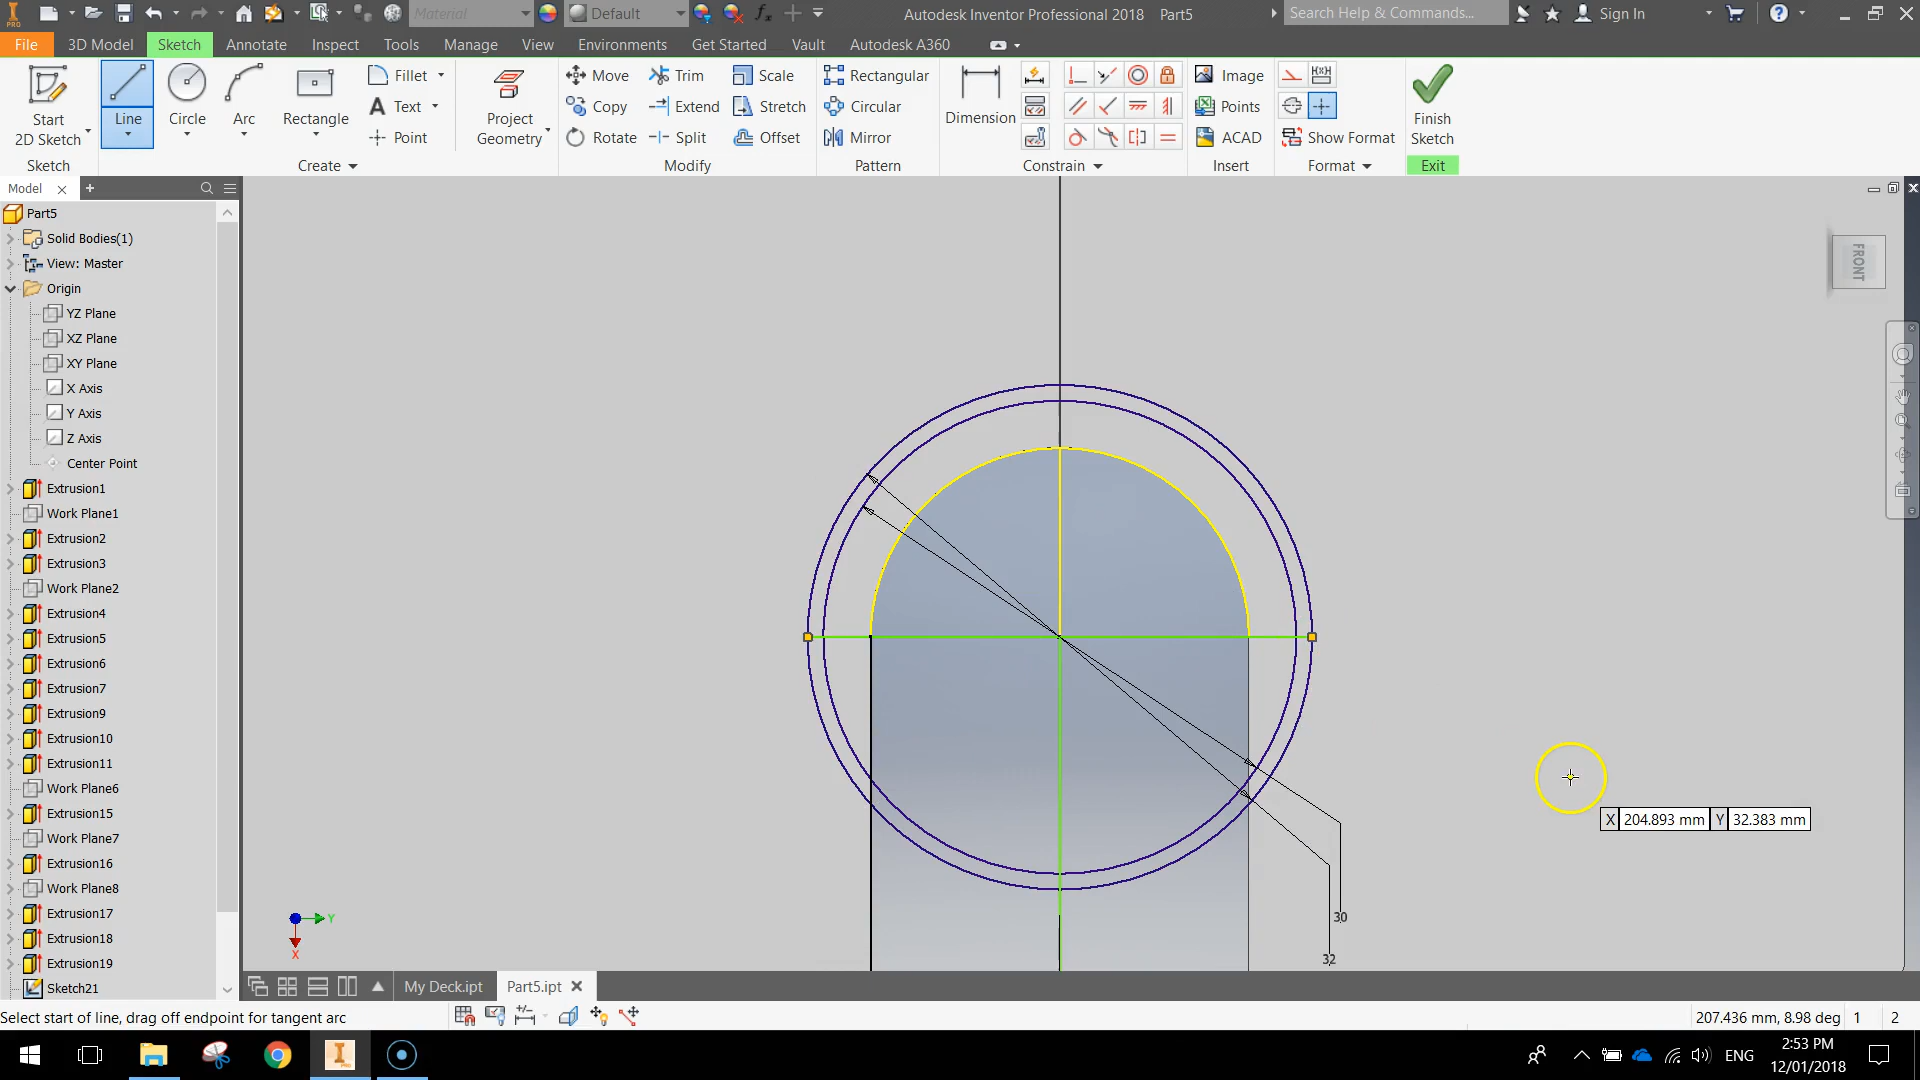 PRO
Material
Default
Autodesk Inventor Professional 2018 Part5
Search Help & Commands...
Sign In
File
3D Model
Sketch
Annotate
Inspect
Tools
Manage
View
Environments
Get Started
Vault
Autodesk A360
Start
2D Sketch
Line
Circle
Arc
Rectangle
Fillet
Text
Point
Project
Geometry
Move
Copy
Rotate
Trim
Extend
Split
Scale
Stretch
Offset
Rectangular
Circular
Mirror
Dimension
Image
Points
ACAD
Show Format
Finish
Sketch
Sketch
Create
Modify
Pattern
Constrain
Insert
Format
Exit
Model
Part5
Solid Bodies(1)
View: Master
Origin
YZ Plane
XZ Plane
XY Plane
X Axis
Y Axis
Z Axis
Center Point
Extrusion1
Work Plane1
Extrusion2
Extrusion3
Work Plane2
Extrusion4
Extrusion5
Extrusion6
Extrusion7
Extrusion9
Extrusion10
Extrusion11
Work Plane6
Extrusion15
Work Plane7
Extrusion16
Work Plane8
Extrusion17
Extrusion18
Extrusion19
Sketch21
FRONT
X 204.893 mm Y 32.383 mm
30
32
Y
X
My Deck.ipt
Part5.ipt
Select start of line, drag off endpoint for tangent arc
207.436 mm, 8.98 deg 1 2
ENG
2:53 PM
12/01/2018